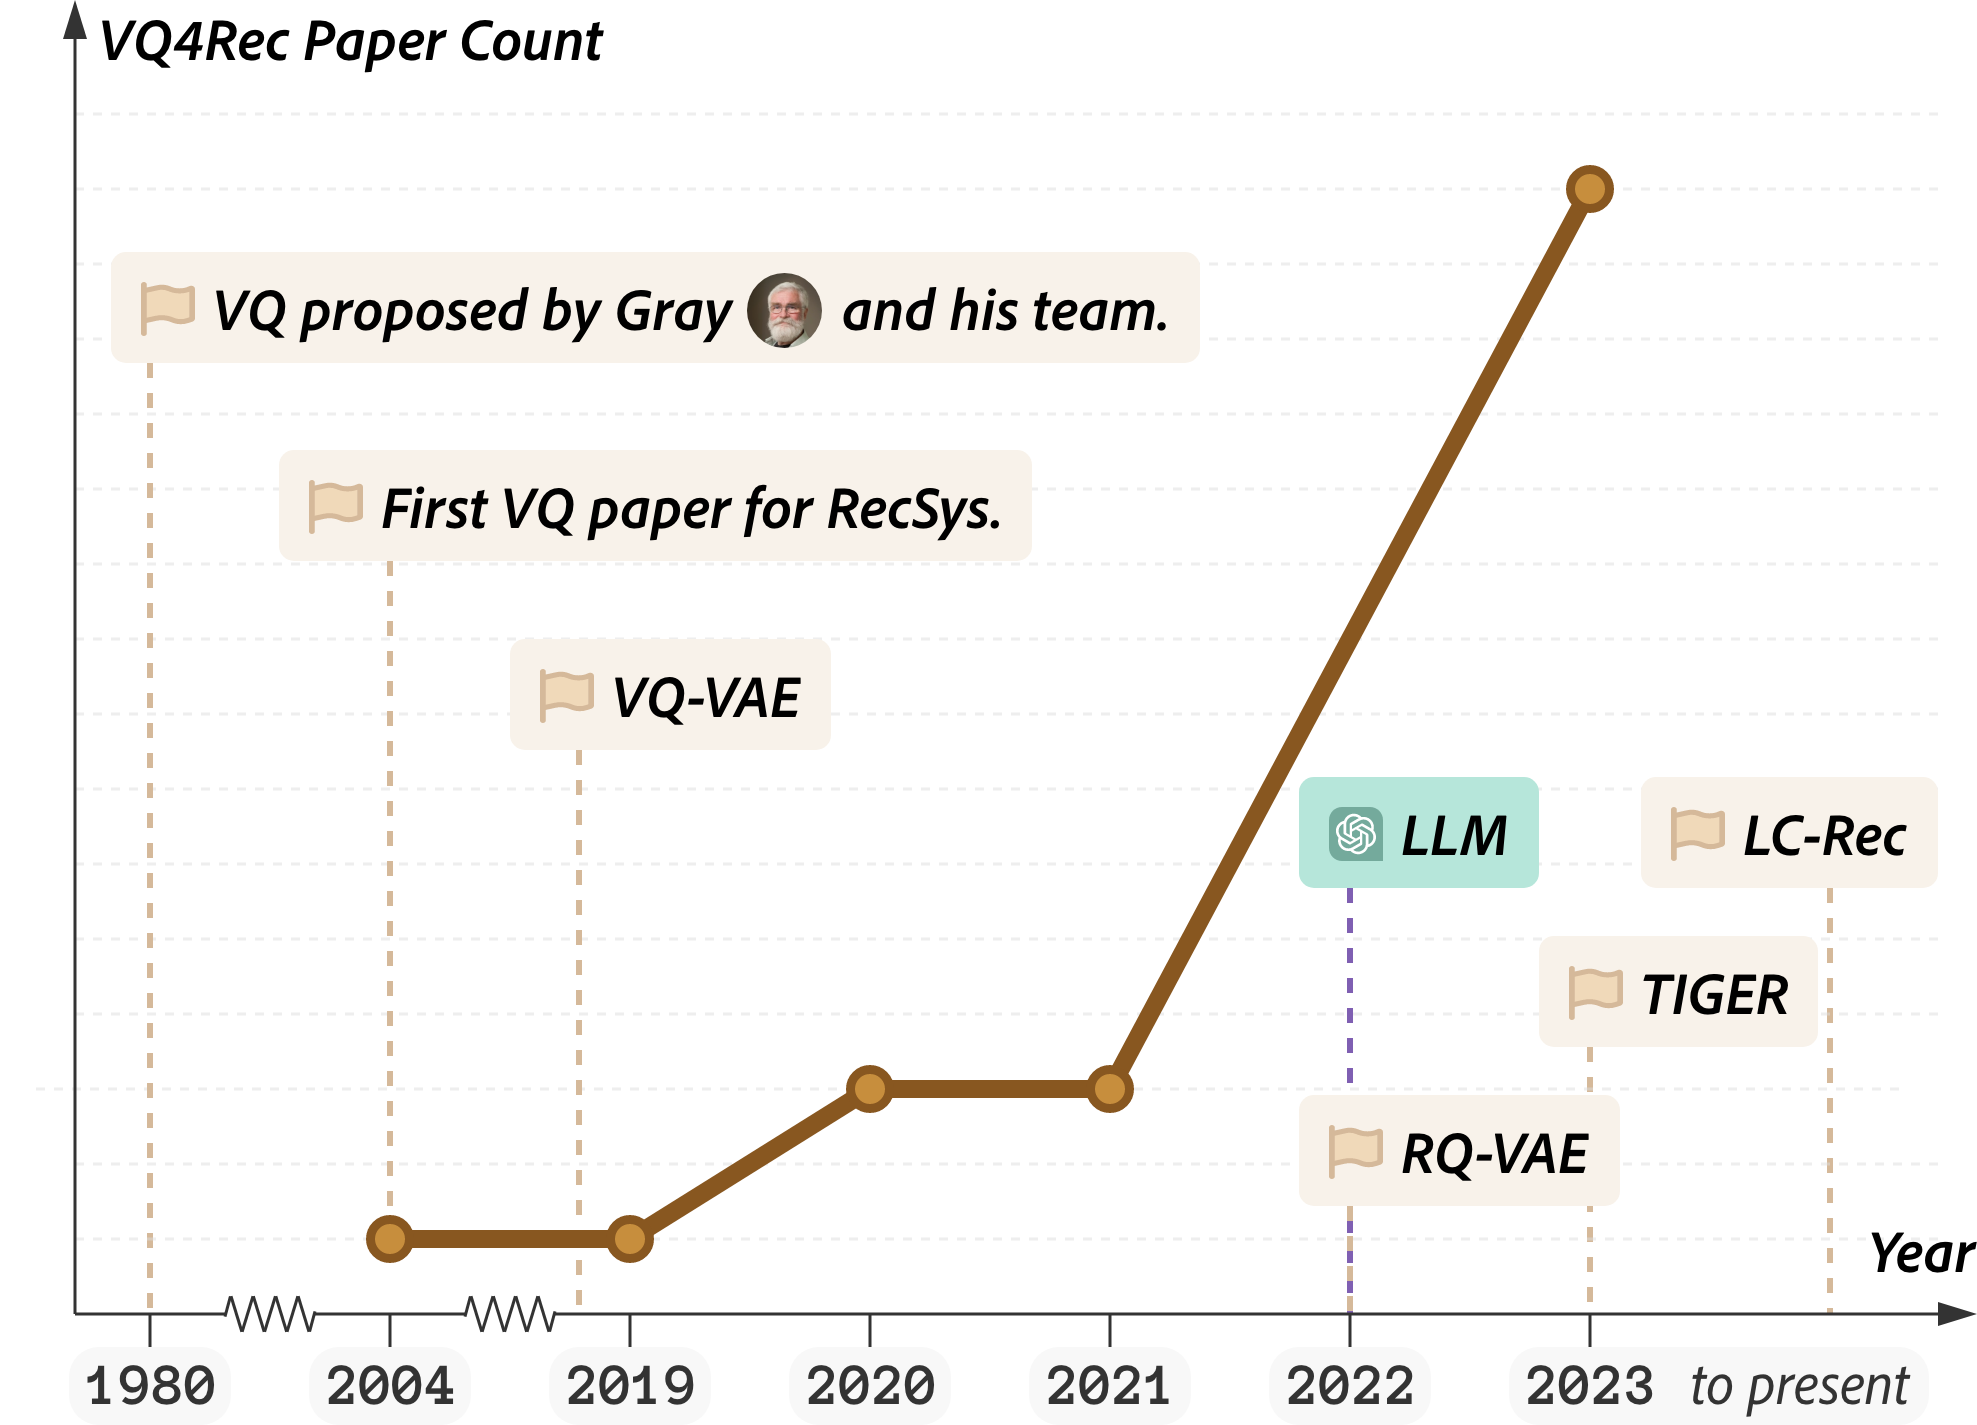 VQ4Rec Paper Count
VQ proposed by Gray and his team.
First VQ paper for RecSys.
VQ-VAE
LLM
LC-Rec
TIGER
RQ-VAE
Year
1980 2004 2019 2020 2021 2022 2023 to present